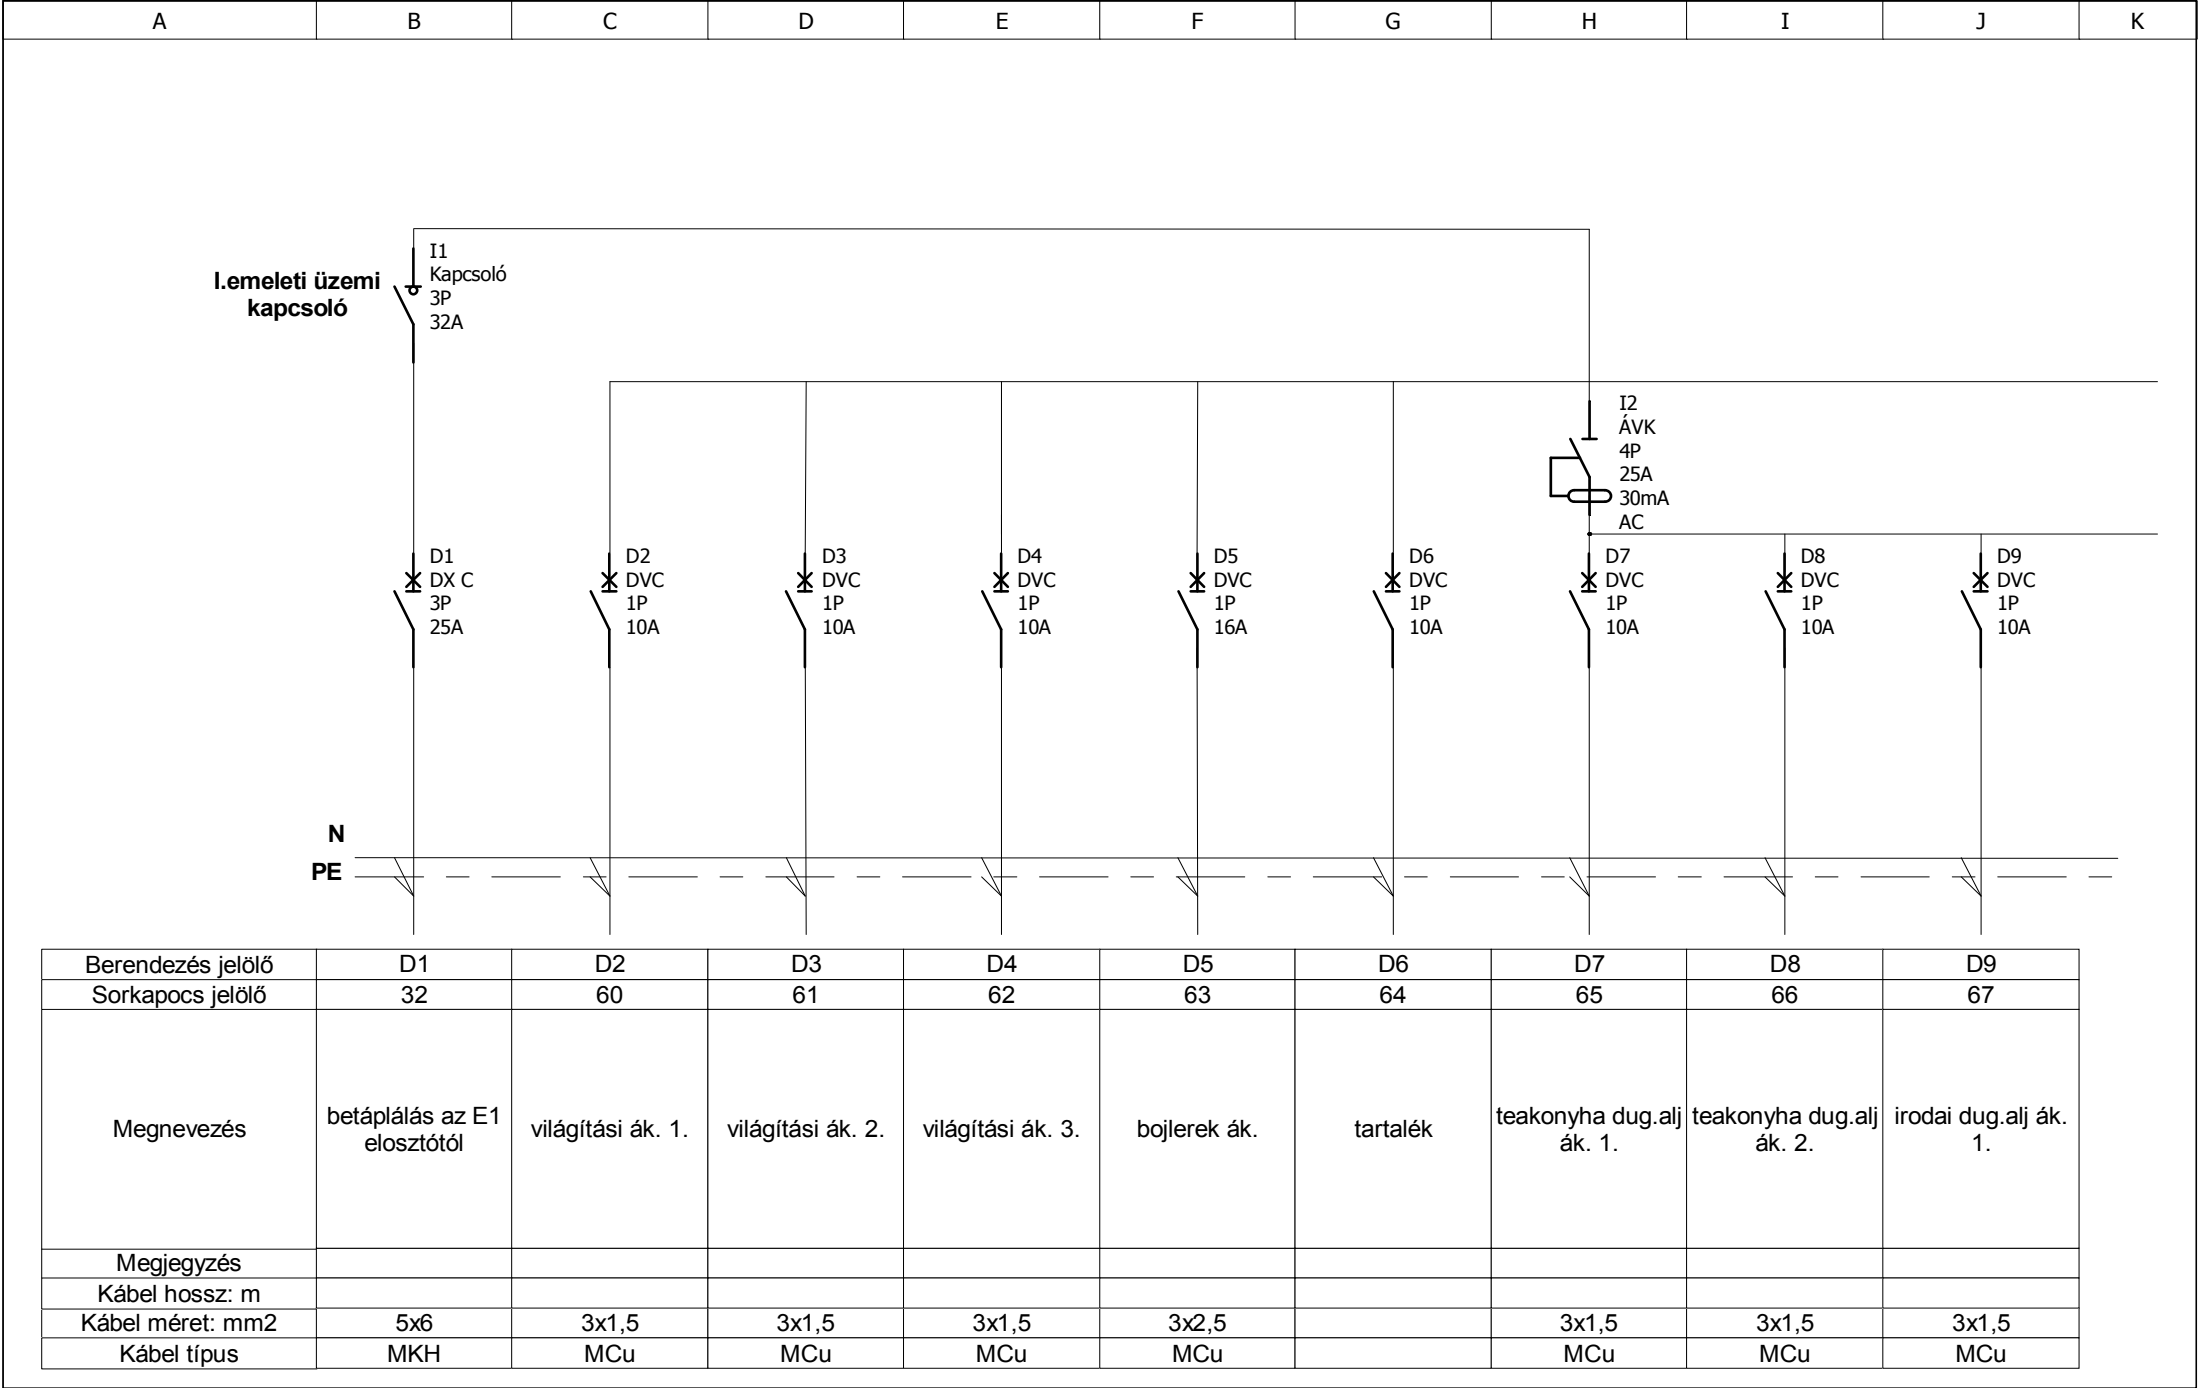 A B C D E F G H I J K
I.emeleti üzemi
kapcsoló
I1
Kapcsoló
3P
32A
I2
ÁVK
4P
25A
30mA
AC
D1
DX C
3P
25A
D2
DVC
1P
10A
D3
DVC
1P
10A
D4
DVC
1P
10A
D5
DVC
1P
16A
D6
DVC
1P
10A
D7
DVC
1P
10A
D8
DVC
1P
10A
D9
DVC
1P
10A
N
PE
Berendezés jelölő D1 D2 D3 D4 D5 D6 D7 D8 D9
Sorkapocs jelölő 32 60 61 62 63 64 65 66 67
Megnevezés
betáplálás az E1
elosztótól
világítási ák. 1.
világítási ák. 2.
világítási ák. 3.
bojlerek ák.
tartalék
teakonyha dug.alj
ák. 1.
teakonyha dug.alj
ák. 2.
irodai dug.alj ák.
1.
Megjegyzés
Kábel hossz: m
Kábel méret: mm2 5x6 3x1,5 3x1,5 3x1,5 3x2,5 3x1,5 3x1,5 3x1,5
Kábel típus MKH MCu MCu MCu MCu MCu MCu MCu